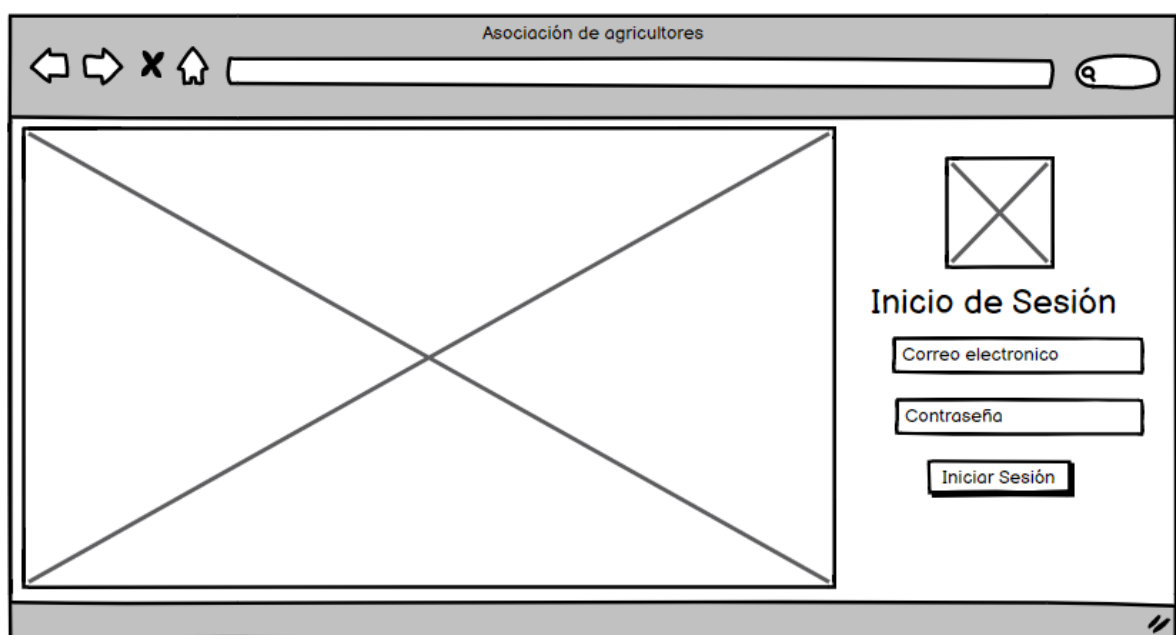 Asociación de agricultores
Inicio de Sesión
Correo electronico
Contraseña
Iniciar Sesión